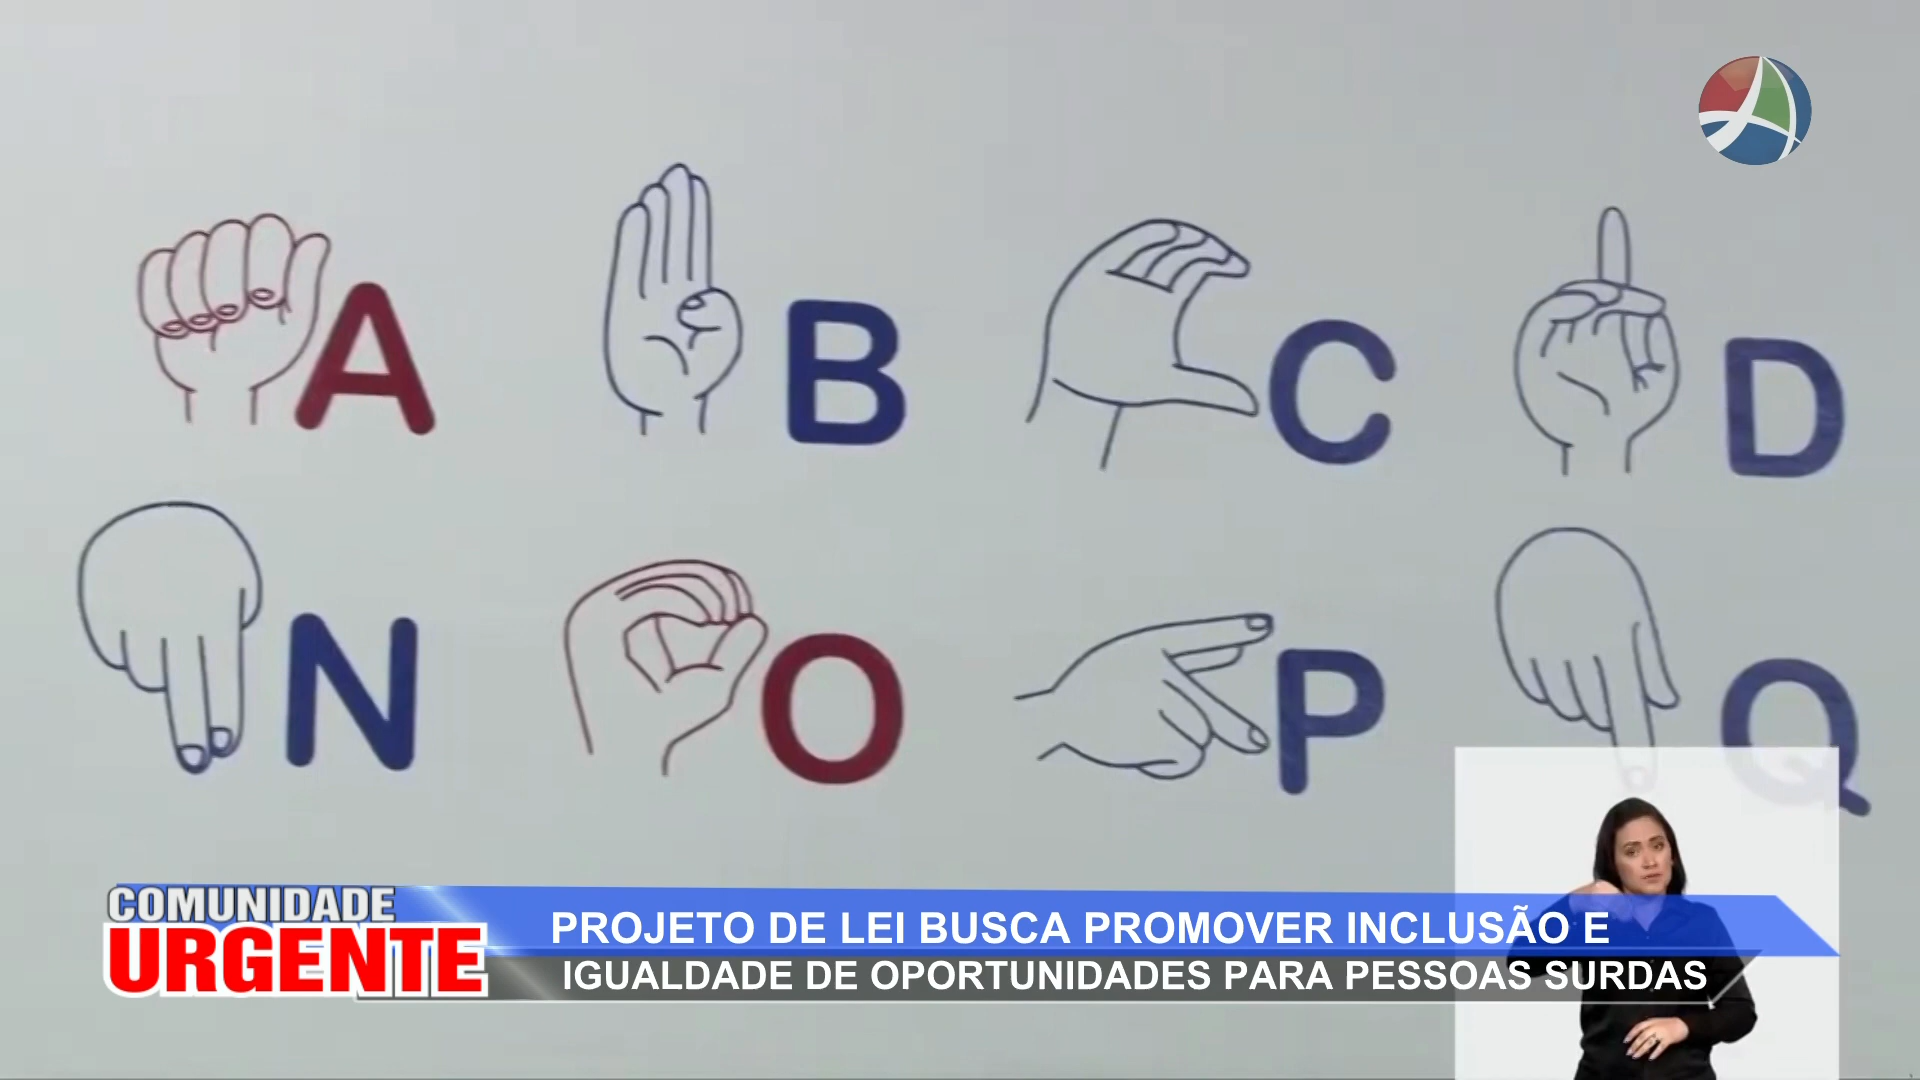 A B C D
N O P Q
COMUNIDADE
URGENTE
PROJETO DE LEI BUSCA PROMOVER INCLUSÃO E
IGUALDADE DE OPORTUNIDADES PARA PESSOAS SURDAS